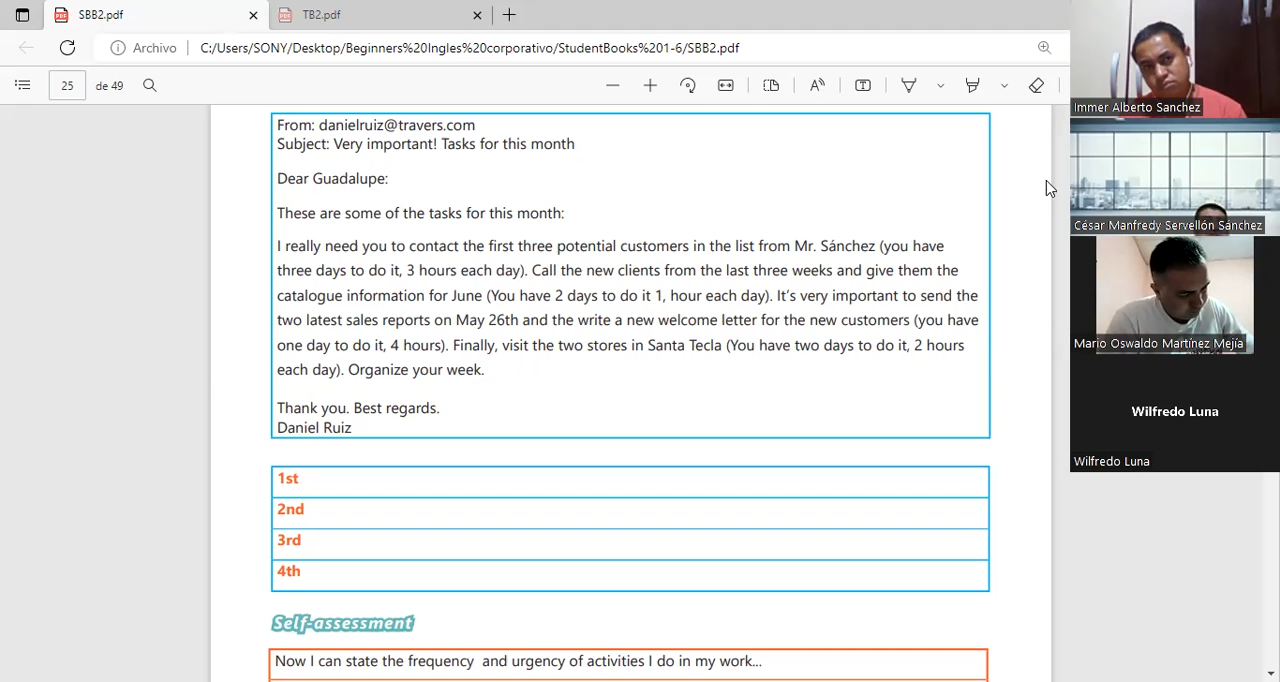 SBB2.pdf
TB2.pdf
Archivo
C:/Users/SONY/Desktop/Beginners%20Ingles%20corporativo/StudentBooks%201-6/SBB2.pdf
25
de 49
From: danielruiz@travers.com
Subject: Very important! Tasks for this month
Dear Guadalupe:
These are some of the tasks for this month:
I really need you to contact the first three potential customers in the list from Mr. Sánchez (you have
three days to do it, 3 hours each day). Call the new clients from the last three weeks and give them the
catalogue information for June (You have 2 days to do it 1, hour each day). It's very important to send the
two latest sales reports on May 26th and the write a new welcome letter for the new customers (you have
one day to do it, 4 hours). Finally, visit the two stores in Santa Tecla (You have two days to do it, 2 hours
each day). Organize your week.
Thank you. Best regards.
Daniel Ruiz
1st
2nd
3rd
4th
Self-assessment
Now I can state the frequency and urgency of activities I do in my work...
Immer Alberto Sanchez
César Manfredy Servellón Sánchez
Mario Oswaldo Martínez Mejía
Wilfredo Luna
Wilfredo Luna